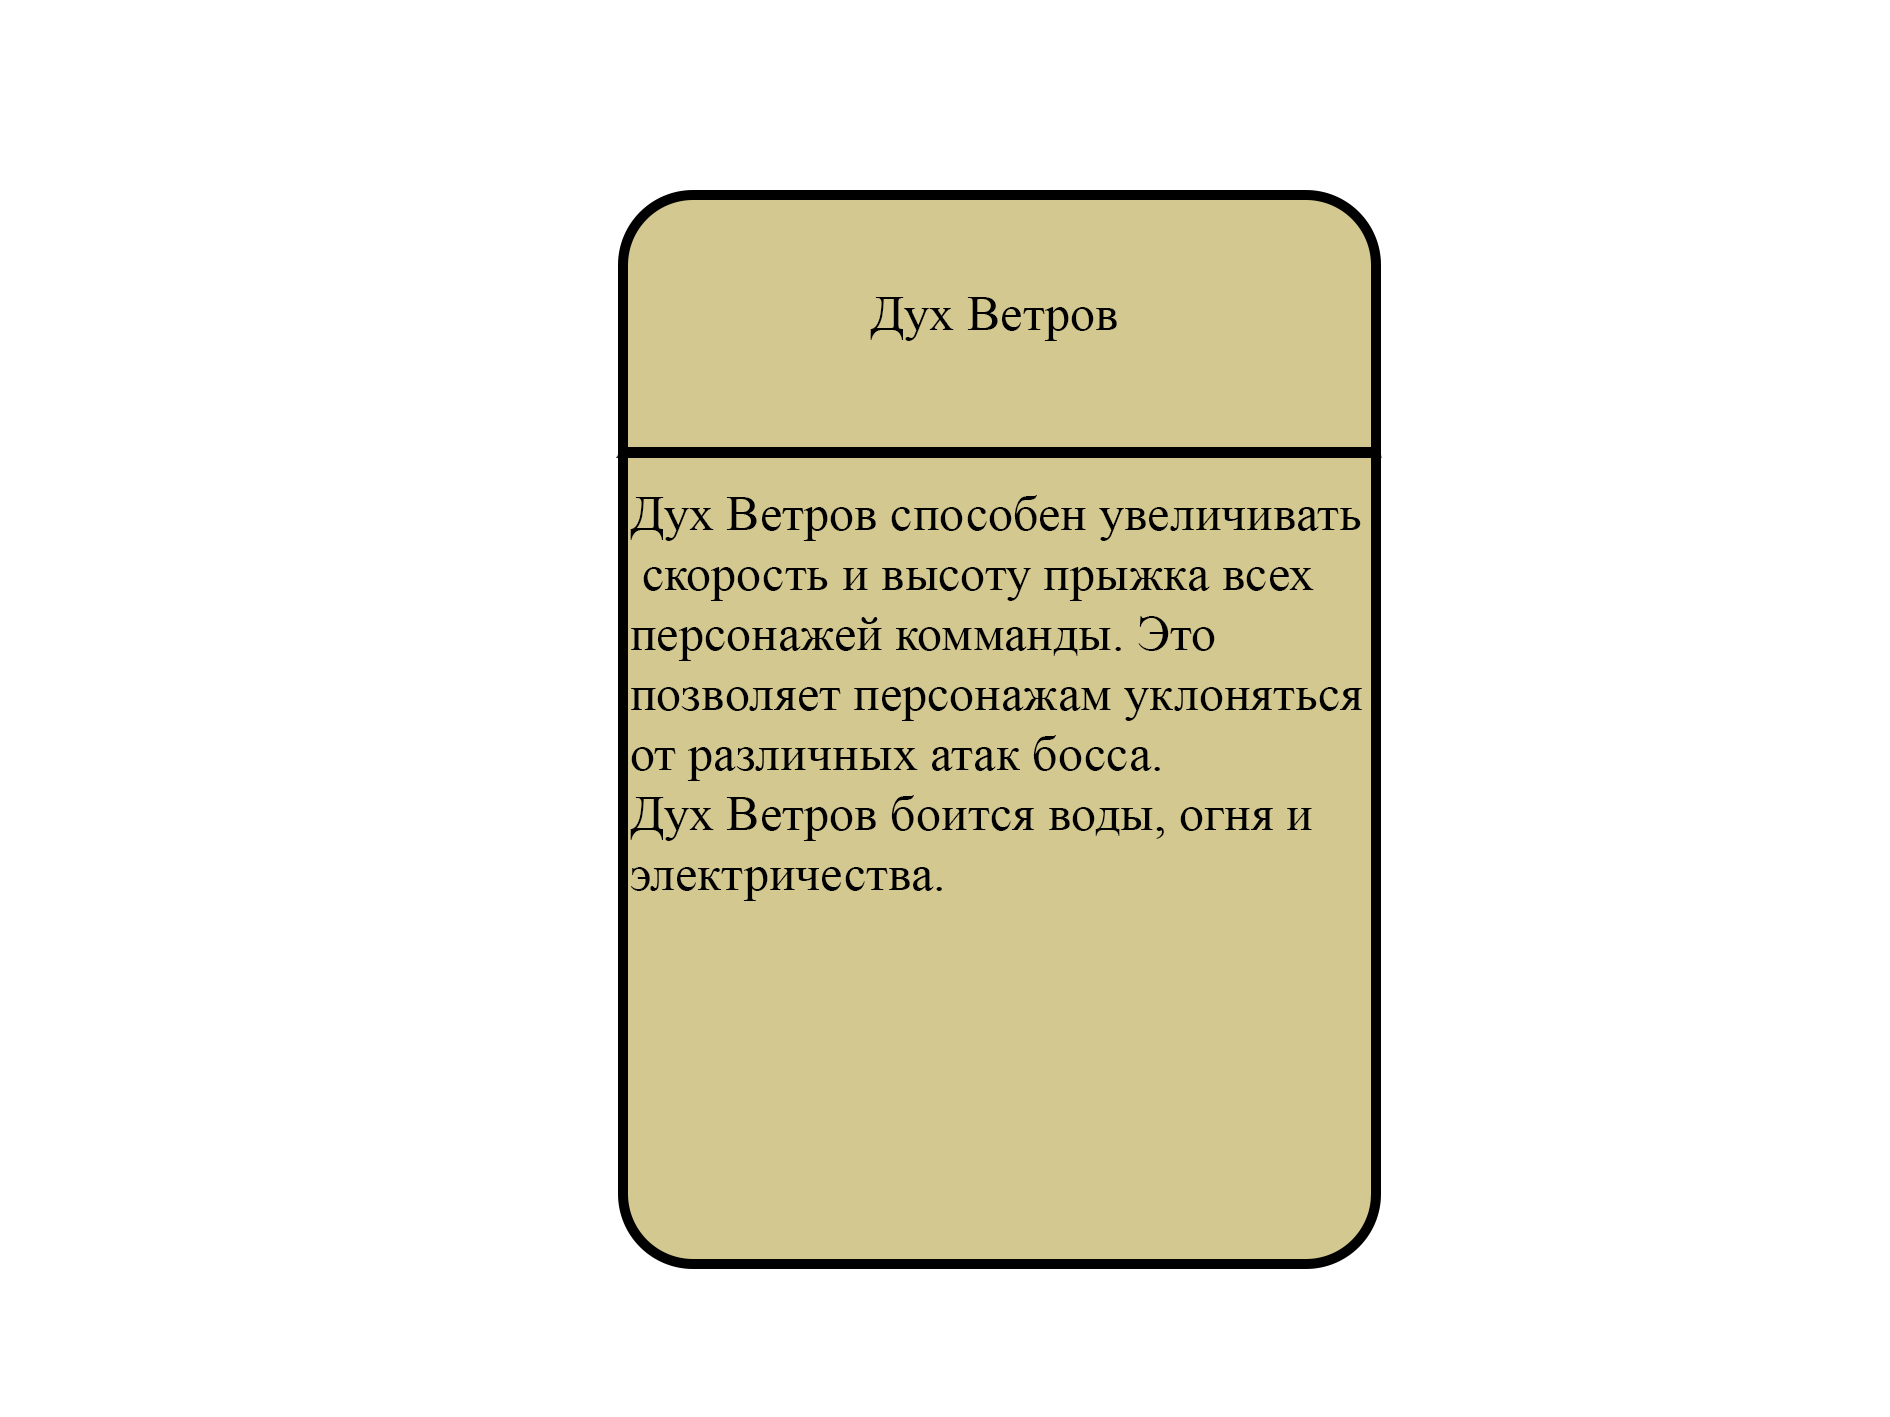 Дух Ветров
Дух Ветров способен увеличивать
скорость и высоту прыжка всех
персонажей комманды. Это
позволяет персонажам уклоняться
от различных атак босса.
Дух Ветров боится воды, огня и
электричества.